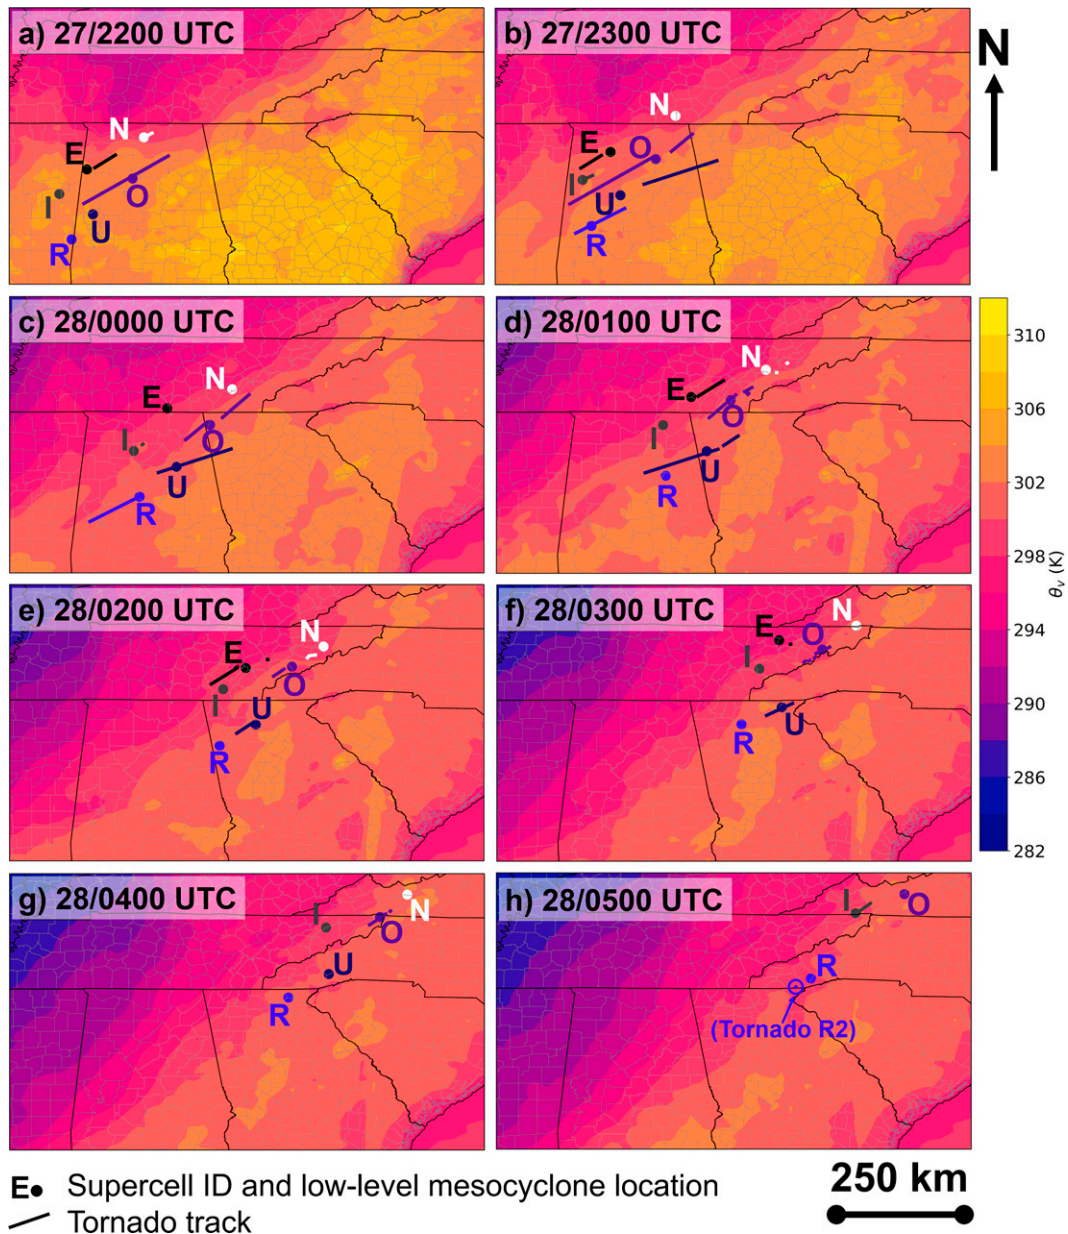 a) 27/2200 UTC
N
E
I
O
U
R
b) 27/2300 UTC
N
E
O
I
U
R
N
c) 28/0000 UTC
N
E
I
O
U
R
d) 28/0100 UTC
N
E
O
I
U
R
310
306
302
298
294
290
286
282
θv (K)
e) 28/0200 UTC
N
E
O
I
U
R
f) 28/0300 UTC
N
E
O
I
U
R
g) 28/0400 UTC
N
I
O
U
R
h) 28/0500 UTC
I
O
R
(Tornado R2)
E Supercell ID and low-level mesocyclone location
Tornado track
250 km